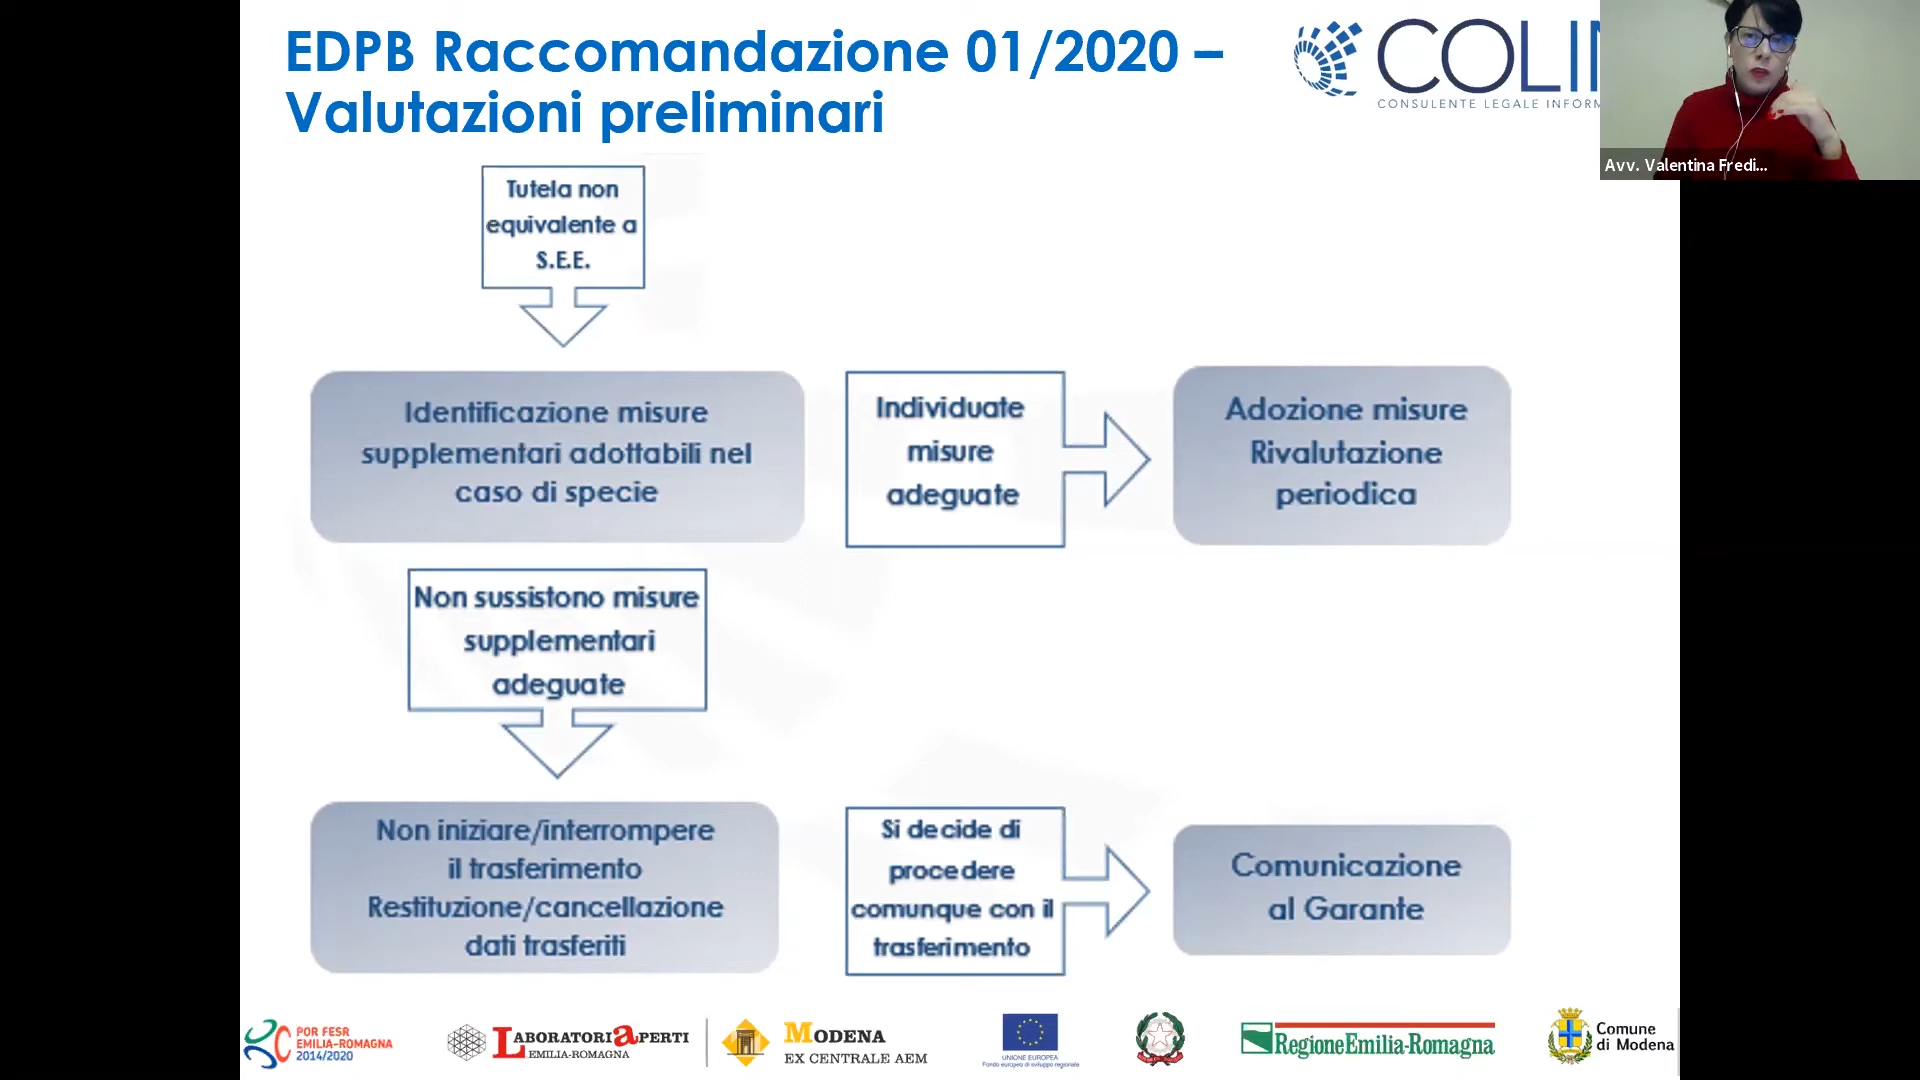 EDPB Raccomandazione 01/2020 –
Valutazioni preliminari
CONSULENTE LEGALE
Avv. Valentina Fredi...
Tutela non
equivalente a
S.E.E.
Identificazione misure
supplementari adottabili nel
caso di specie
Individuate
misure
adeguate
Adozione misure
Rivalutazione
periodica
Non sussistono misure
supplementari
adeguate
Non iniziare/interrompere
il trasferimento
Restituzione/cancellazione
dati trasferiti
Si decide di
procedere
comunque con il
trasferimento
Comunicazione
al Garante
POR FESR
EMILIA-ROMAGNA
2014/2020
LABORATORI APERTI
EMILIA-ROMAGNA
MODENA
EX CENTRALE AEM
UNIONE EUROPEA
Fondo europeo di sviluppo regionale
RegioneEmilia-Romagna
Comune
di Modena